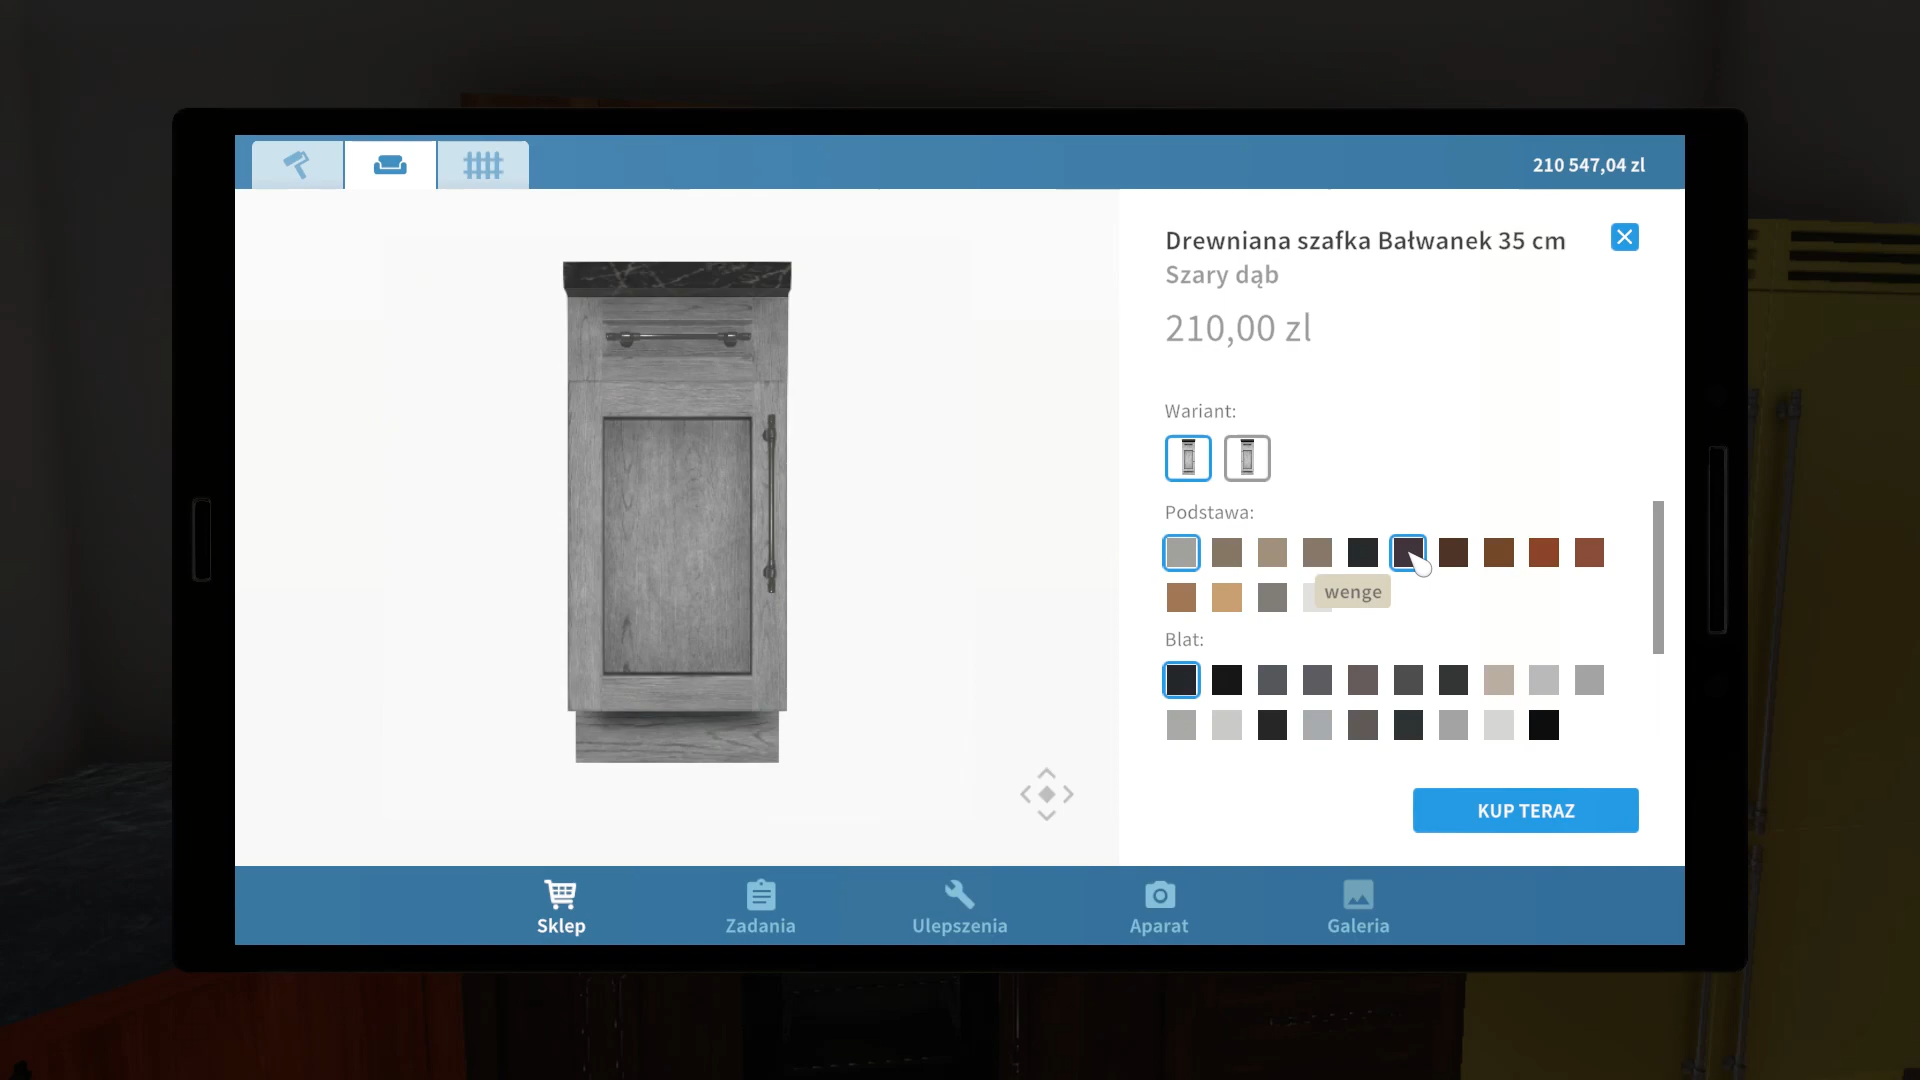 210 547,04 zl
Drewniana szafka Bałwanek 35 cm
Szary dąb
210,00 zl
Wariant:
Podstawa:
wenge
Blat:
KUP TERAZ
Sklep
Zadania
Ulepszenia
Aparat
Galeria